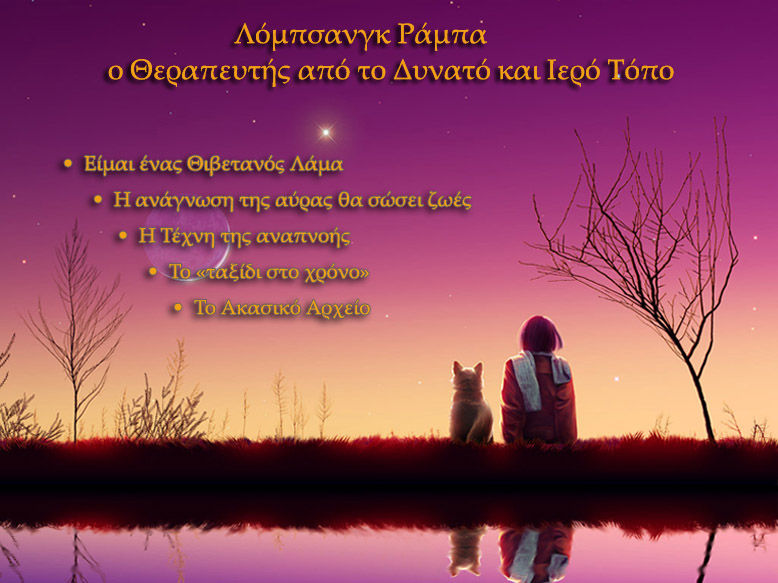 Λόμπσανγκ Ράμπα
ο Θεραπευτής από το Δυνατό και Ιερό Τόπο
• Είμαι ένας Θιβετανός Λάμα
• Η ανάγνωση της αύρας θα σώσει ζωές
• Η Τέχνη της αναπνοής.
• Το «ταξίδι στο χρόνο»
• Το Ακασικό Αρχείο